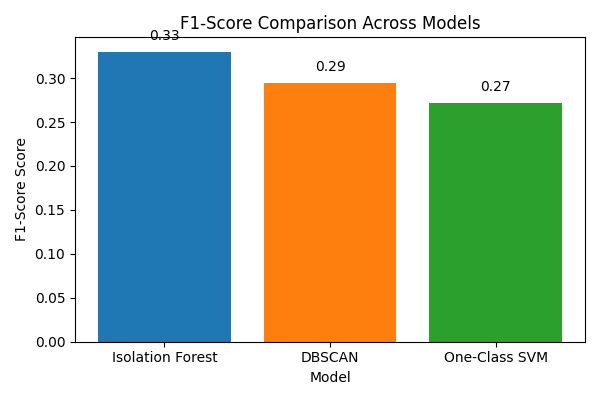 F1-Score Comparison Across Models
0.33
0.29
0.27
0.30
0.25
0.20
0.15
0.10
0.05
0.00
F1-Score Score
Isolation Forest
DBSCAN
One-Class SVM
Model